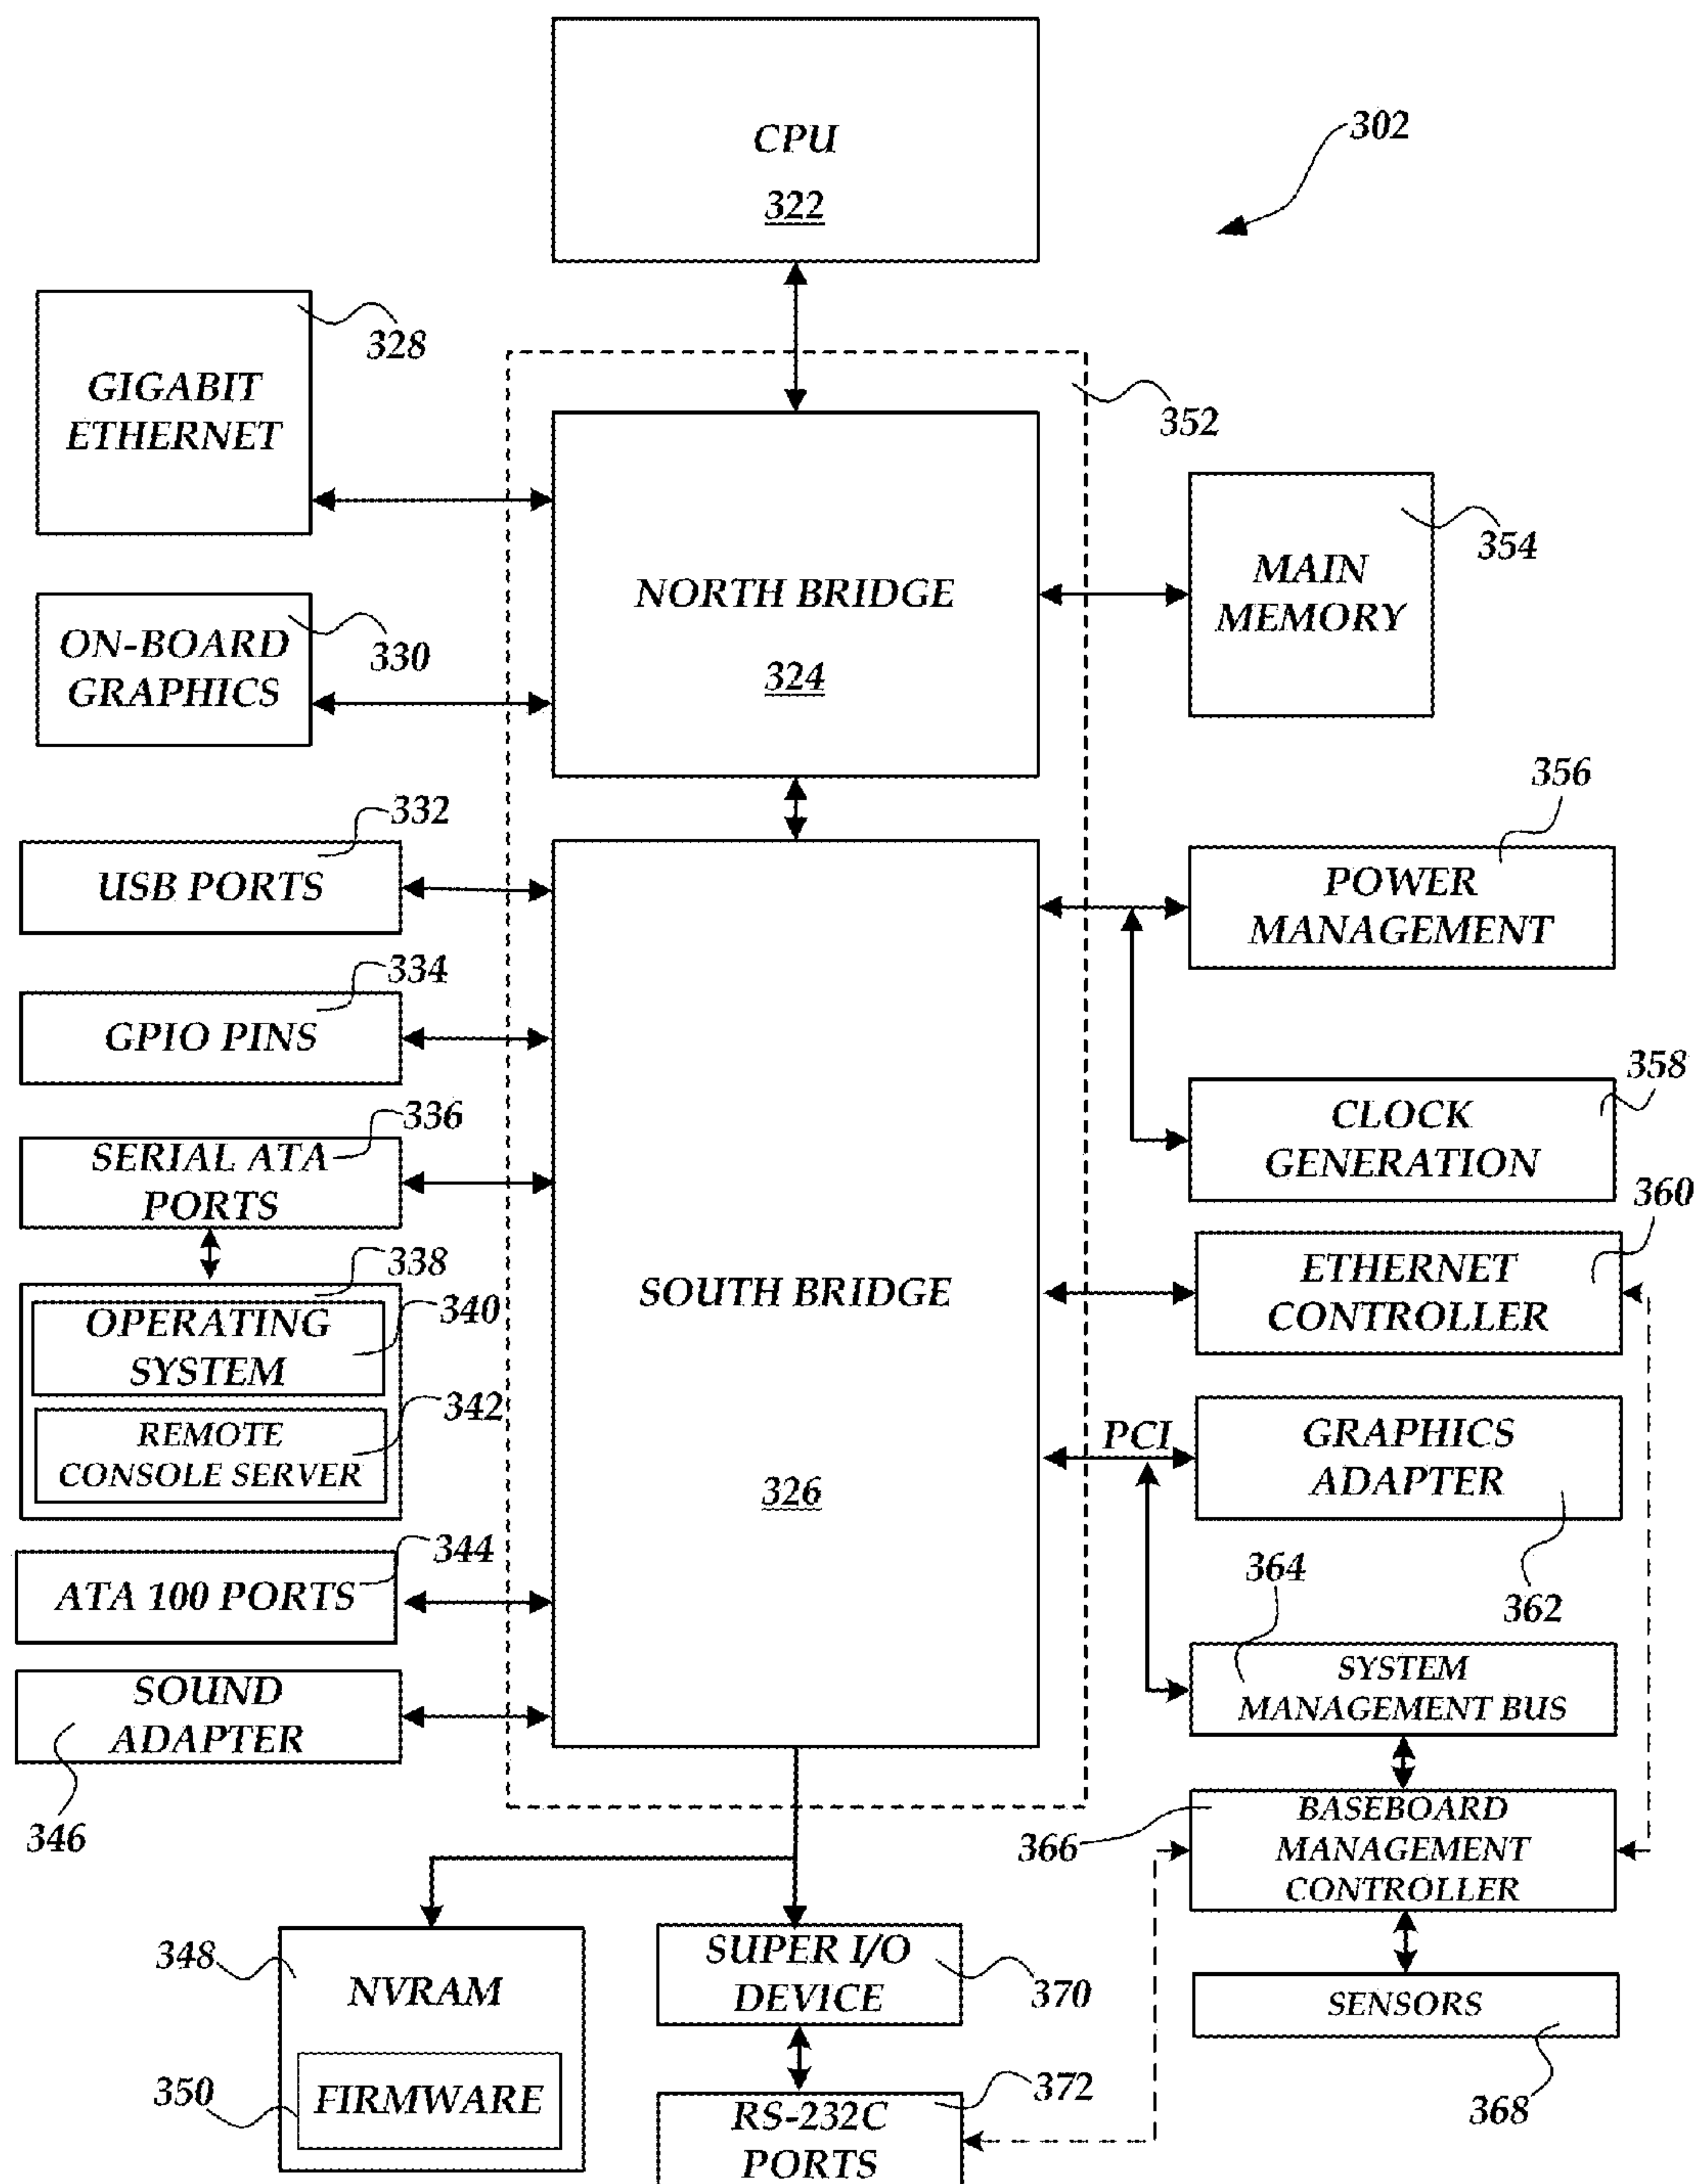 CPU
322
302
328
GIGABIT
ETHERNET
352
NORTH BRIDGE
324
354
MAIN
MEMORY
330
ON-BOARD
GRAPHICS
332
USB PORTS
356
POWER
MANAGEMENT
334
GPIO PINS
358
CLOCK
GENERATION
336
SERIAL ATA
PORTS
360
ETHERNET
CONTROLLER
338
OPERATING
SYSTEM
340
SOUTH BRIDGE
326
342
REMOTE
CONSOLE SERVER
PCI
GRAPHICS
ADAPTER
362
344
ATA 100 PORTS
364
SYSTEM
MANAGEMENT BUS
SOUND
ADAPTER
346
366
BASEBOARD
MANAGEMENT
CONTROLLER
348
NVRAM
350
FIRMWARE
SUPER I/O
DEVICE
370
SENSORS
368
372
RS-232C
PORTS